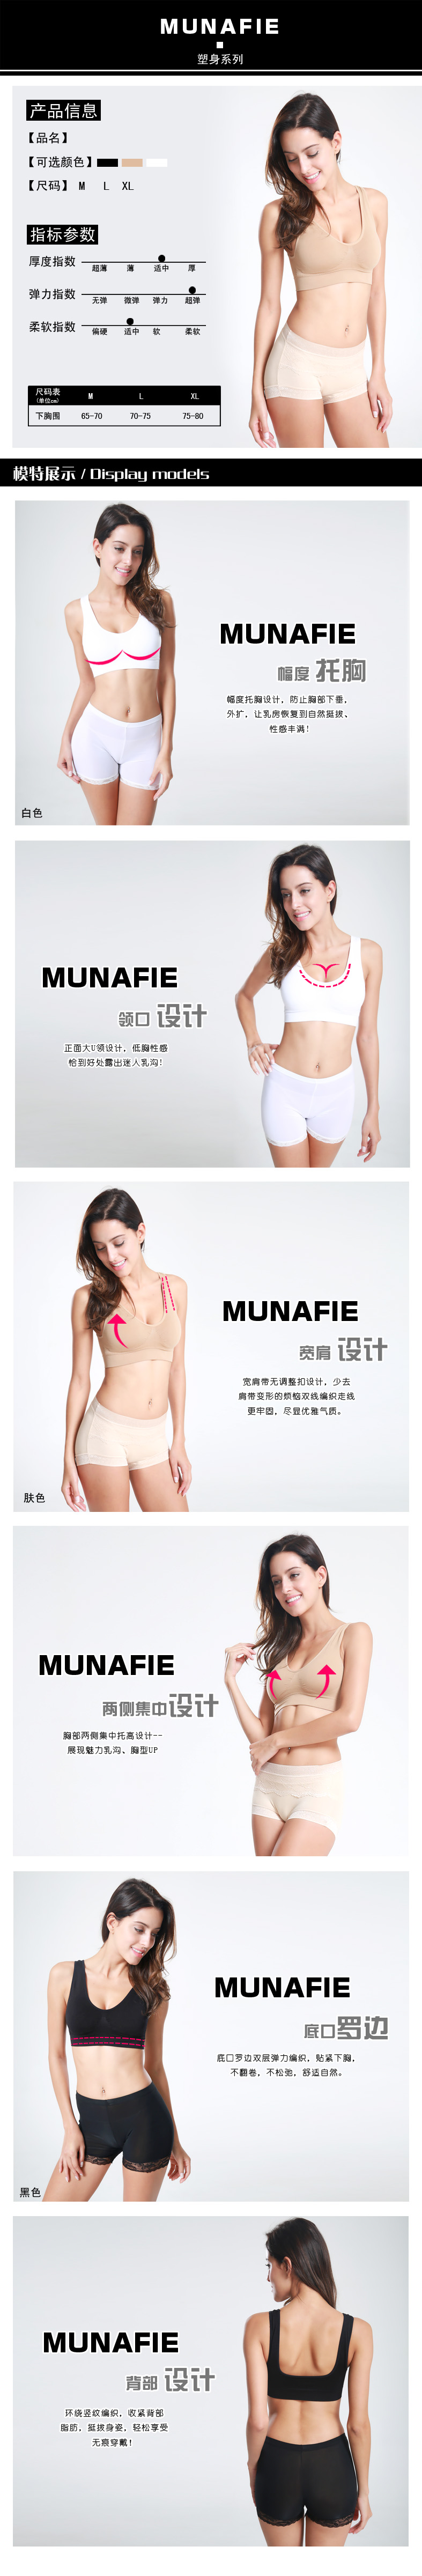 MUNAFIE
塑身系列
产品信息
【品名】
【可选颜色】
【尺码】 M L XL
指标参数
厚度指数
超薄 薄 适中 厚
弹力指数
无弹 微弹 弹力 超弹
柔软指数
偏硬 适中 软 柔软
尺码表 M L XL
(单位cm)
下胸围 65-70 70-75 75-80
模特展示 / Display models
MUNAFIE
幅度 托胸
幅度托胸设计，防止胸部下垂，
外扩，让乳房恢复到自然挺拔、
性感丰满！
白色
MUNAFIE
领口 设计
正面大U领设计，低胸性感
恰到好处露出迷人乳沟！
MUNAFIE
宽肩 设计
宽肩带无调整扣设计，少去
肩带变形的烦恼双线编织走线
更牢固，尽显优雅气质。
肤色
MUNAFIE
两侧集中设计
胸部两侧集中托高设计--
展现魅力乳沟、胸型UP
MUNAFIE
底口罗边
底口罗边双层弹力编织，贴紧下胸，
不翻卷，不松弛，舒适自然。
黑色
MUNAFIE
背部 设计
环绕竖纹编织，收紧背部
脂肪，挺拔身姿，轻松享受
无痕穿戴！